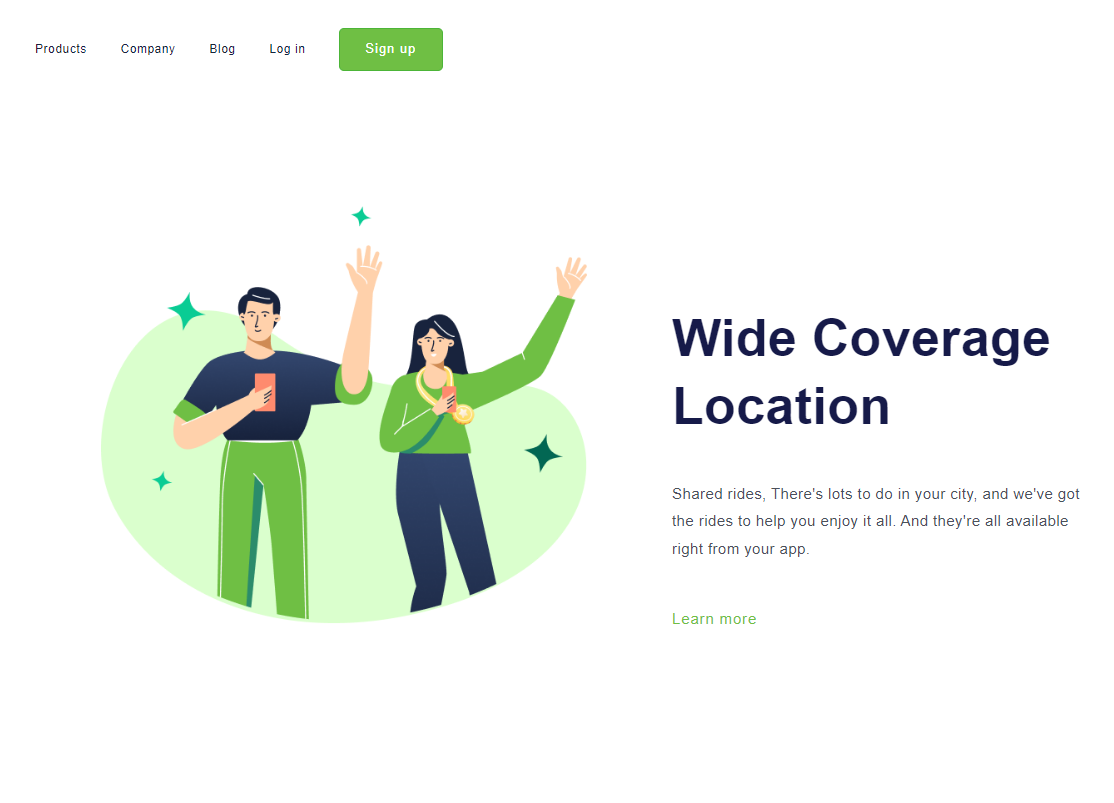 Products Company Blog Log in Sign up
Wide Coverage
Location
Shared rides, There's lots to do in your city, and we've got
the rides to help you enjoy it all. And they're all available
right from your app.
Learn more